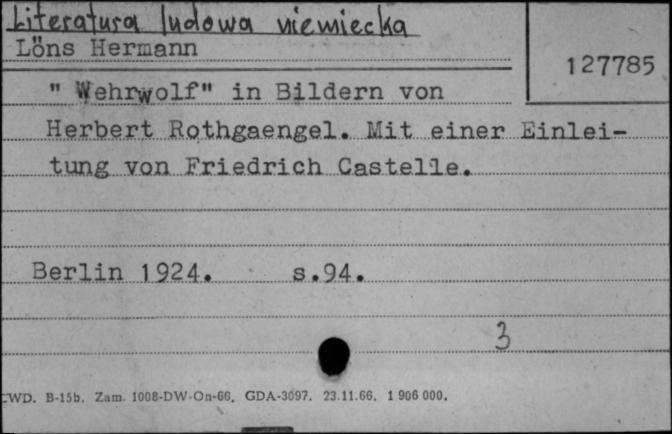 Literatura ludowa niemiecka
Löns Hermann
127785
" Wehrwolf" in Bildern von
Herbert Rothgaengel. Mit einer Einlei-
tung von Friedrich Castelle.
Berlin 1924. s.94.
3
CWD. B-15b. Zam. 1008-DW-On-66. GDA-3097. 23.11.66. 1 906 000.